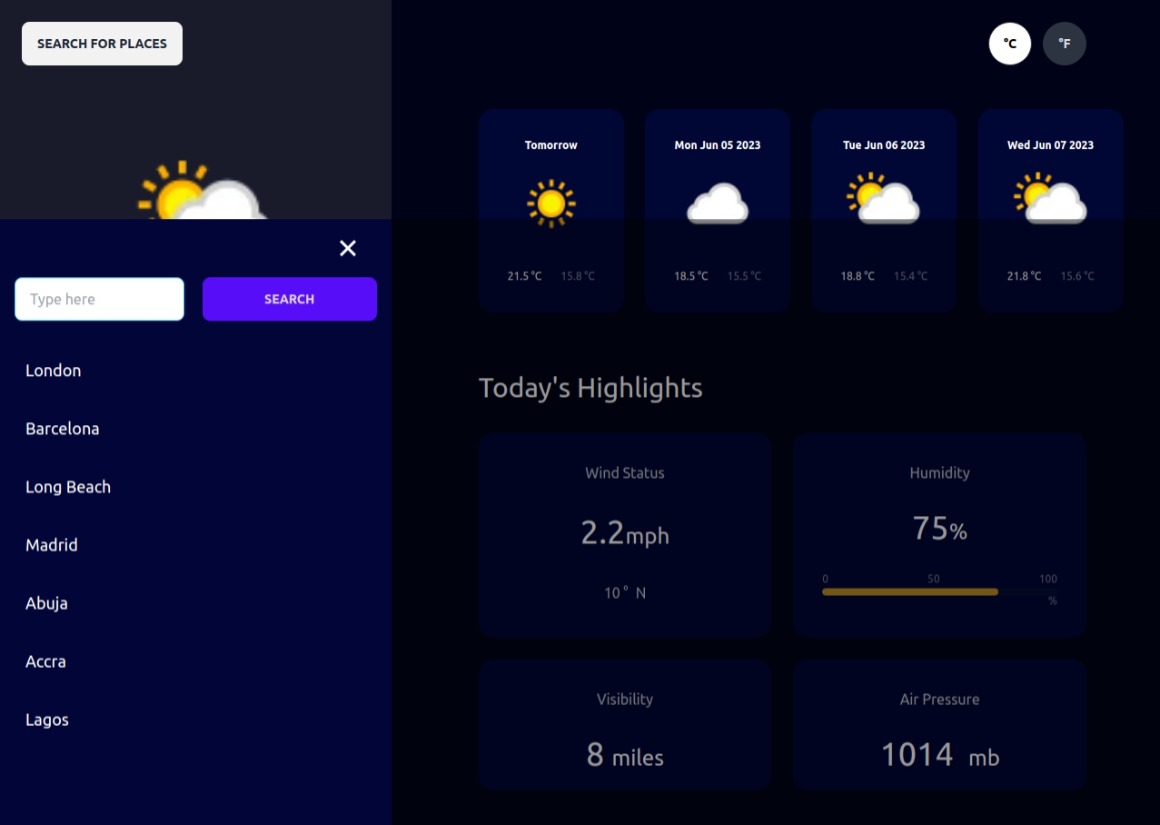 SEARCH FOR PLACES
°C
°F
Tomorrow
Mon Jun 05 2023
Tue Jun 06 2023
Wed Jun 07 2023
21.5 °C 15.8 °C
18.5 °C 15.5 °C
18.8 °C 15.4 °C
21.8 °C 15.6 °C
Type here
SEARCH
London
Barcelona
Long Beach
Madrid
Abuja
Accra
Lagos
Today's Highlights
Wind Status
2.2mph
10° N
Humidity
75%
0 50 100
%
Visibility
8 miles
Air Pressure
1014 mb